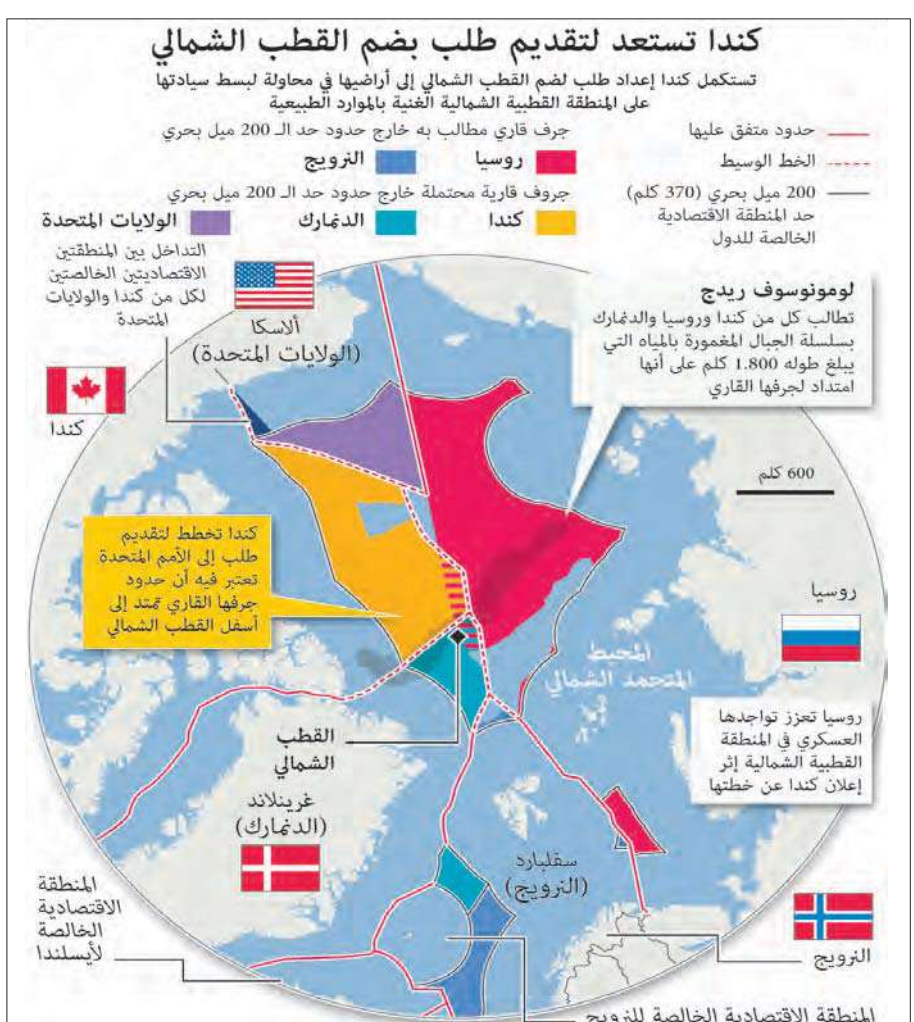 كندا تستعد لتقديم طلب بضم القطب الشمالي
تستكمل كندا إعداد طلب لضم القطب الشمالي إلى أراضيها في محاولة لبسط سيادتها
على المنطقة القطبية الشمالية الغنية بالموارد الطبيعية
حدود متفق عليها
الخط الوسيط
200 ميل بحري (370 كلم)
حد المنطقة الاقتصادية
الخالصة للدول
جرف قاري مطالب به خارج حدود حد الـ 200 ميل بحري
روسيا
النرويج
جروف قارية محتملة خارج حدود حد الـ 200 ميل بحري
كندا
الدنمارك
الولايات المتحدة
التداخل بين المنطقتين
الاقتصاديتين الخالصتين
لكل من كندا والولايات
المتحدة
ألاسكا
(الولايات المتحدة)
كندا
لومونوسوف ريدج
تطالب كل من كندا وروسيا والدنمارك
بسلسلة الجبال المغمورة بالمياه التي
يبلغ طوله 1.800 كلم على أنها
امتداد لجرفها القاري
600 كلم
كندا تخطط لتقديم
طلب إلى الأمم المتحدة
تعتبر فيه أن حدود
جرفها القاري تمتد إلى
أسفل القطب الشمالي
روسيا
المحيط
المتجمد الشمالي
روسيا تعزز تواجدها
العسكري في المنطقة
القطبية الشمالية إثر
إعلان كندا عن خطتها
القطب
الشمالي
غرينلاند
(الدنمارك)
سفلبارد
(النرويج)
المنطقة
الاقتصادية
الخالصة
لأيسلندا
النرويج
المنطقة الاقتصادية الخالصة للنرويج